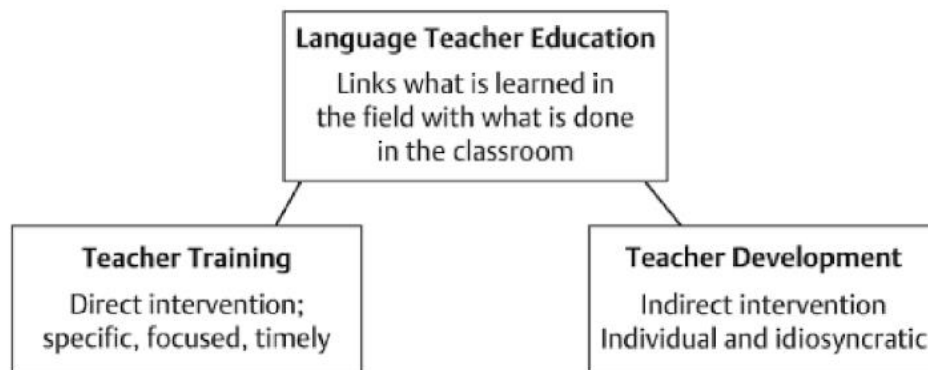 Language Teacher Education
Links what is learned in
the field with what is done
in the classroom
Teacher Training
Direct intervention;
specific, focused, timely
Teacher Development
Indirect intervention
Individual and idiosyncratic